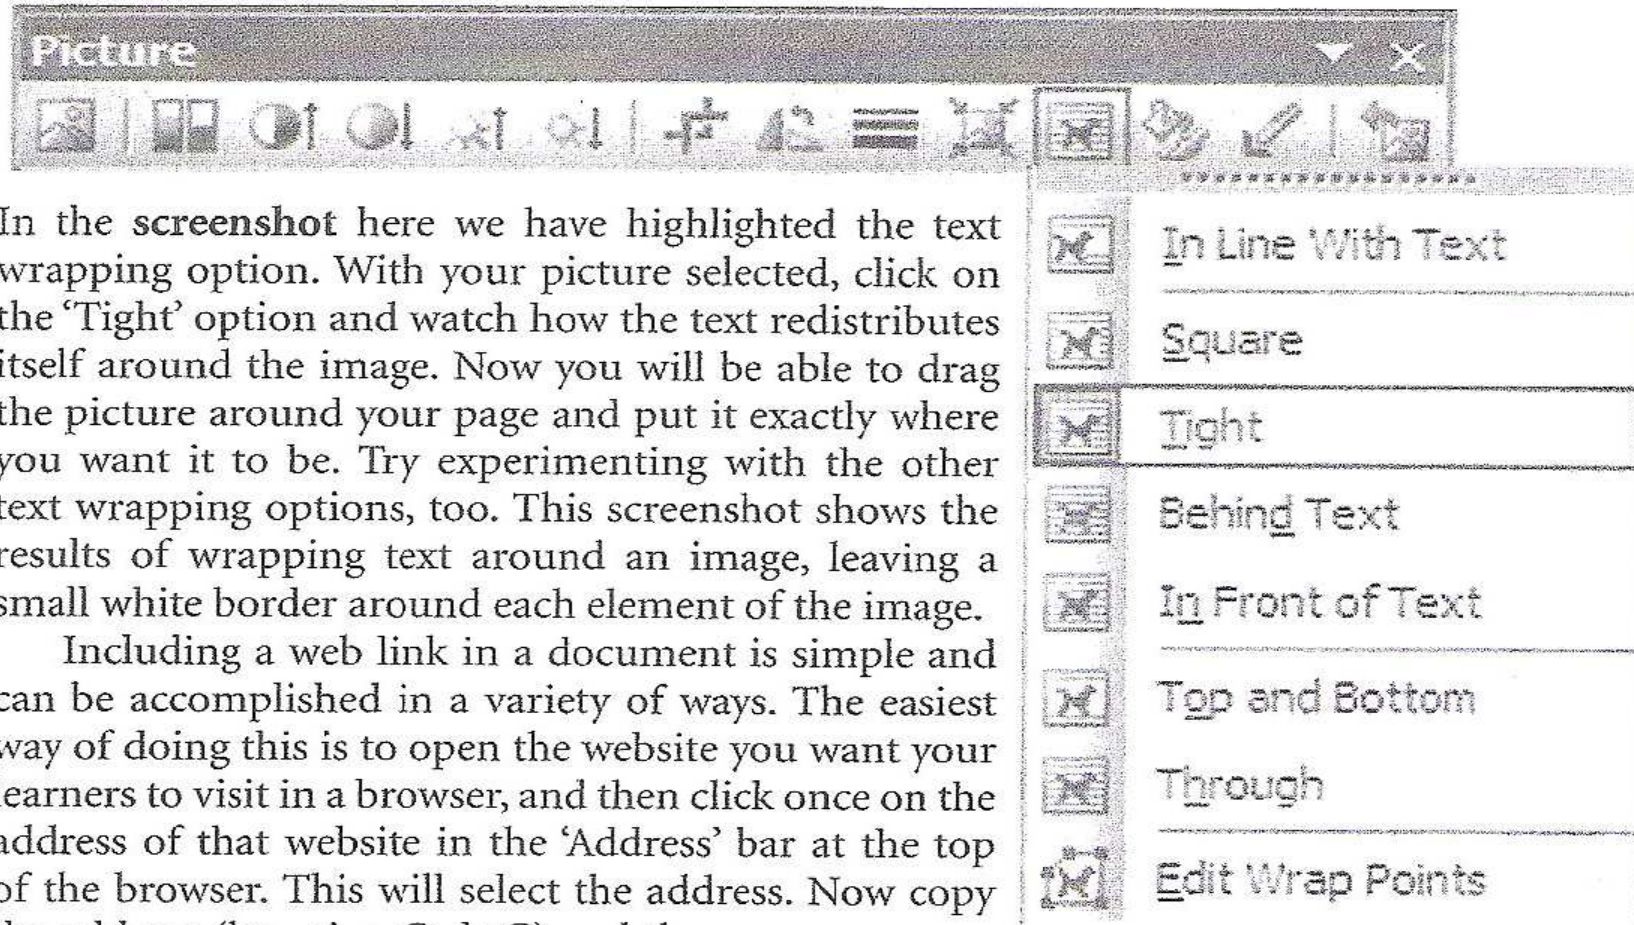 Picture
In the screenshot here we have highlighted the text
wrapping option. With your picture selected, click on
the ‘Tight’ option and watch how the text redistributes
itself around the image. Now you will be able to drag
the picture around your page and put it exactly where
you want it to be. Try experimenting with the other
text wrapping options, too. This screenshot shows the
results of wrapping text around an image, leaving a
small white border around each element of the image.
Including a web link in a document is simple and
can be accomplished in a variety of ways. The easiest
way of doing this is to open the website you want your
learners to visit in a browser, and then click once on the
address of that website in the ‘Address’ bar at the top
of the browser. This will select the address. Now copy
In Line With Text
Square
Tight
Behind Text
In Front of Text
Top and Bottom
Through
Edit Wrap Points